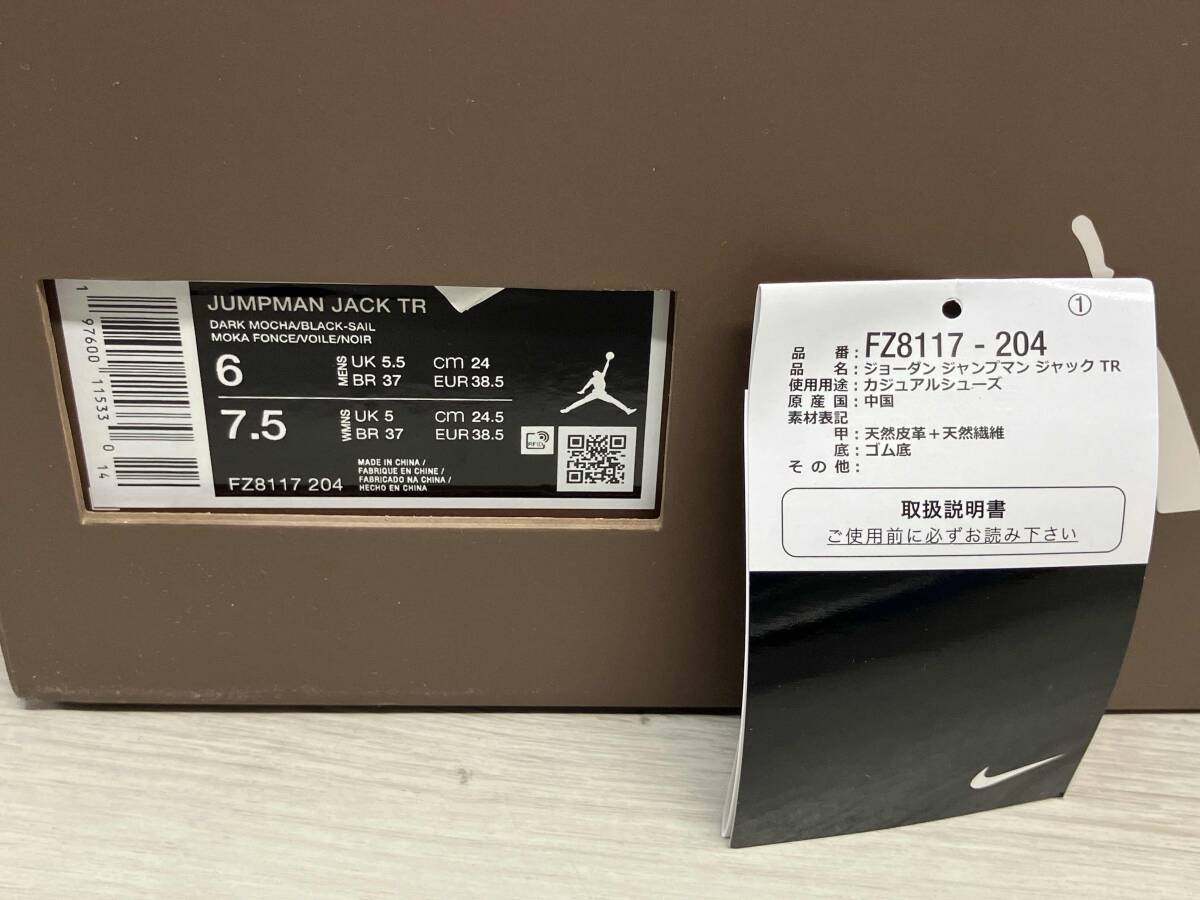 1 97600 11533 0 14
JUMPMAN JACK TR
DARK MOCHA/BLACK-SAIL
MOKA FONCE/VOILE/NOIR
6 MENS UK 5.5 cm 24
BR 37 EUR 38.5
7.5 WMNS UK 5 cm 24.5
BR 37 EUR 38.5
RFID
MADE IN CHINA /
FABRIQUE EN CHINE /
FABRICADO NA CHINA /
HECHO EN CHINA
FZ8117 204
①
品番:FZ8117 - 204
品名:ジョーダン ジャンプマン ジャック TR
使用用途:カジュアルシューズ
原産国:中国
素材表記
甲:天然皮革+天然繊維
底:ゴム底
その他:
取扱説明書
ご使用前に必ずお読み下さい